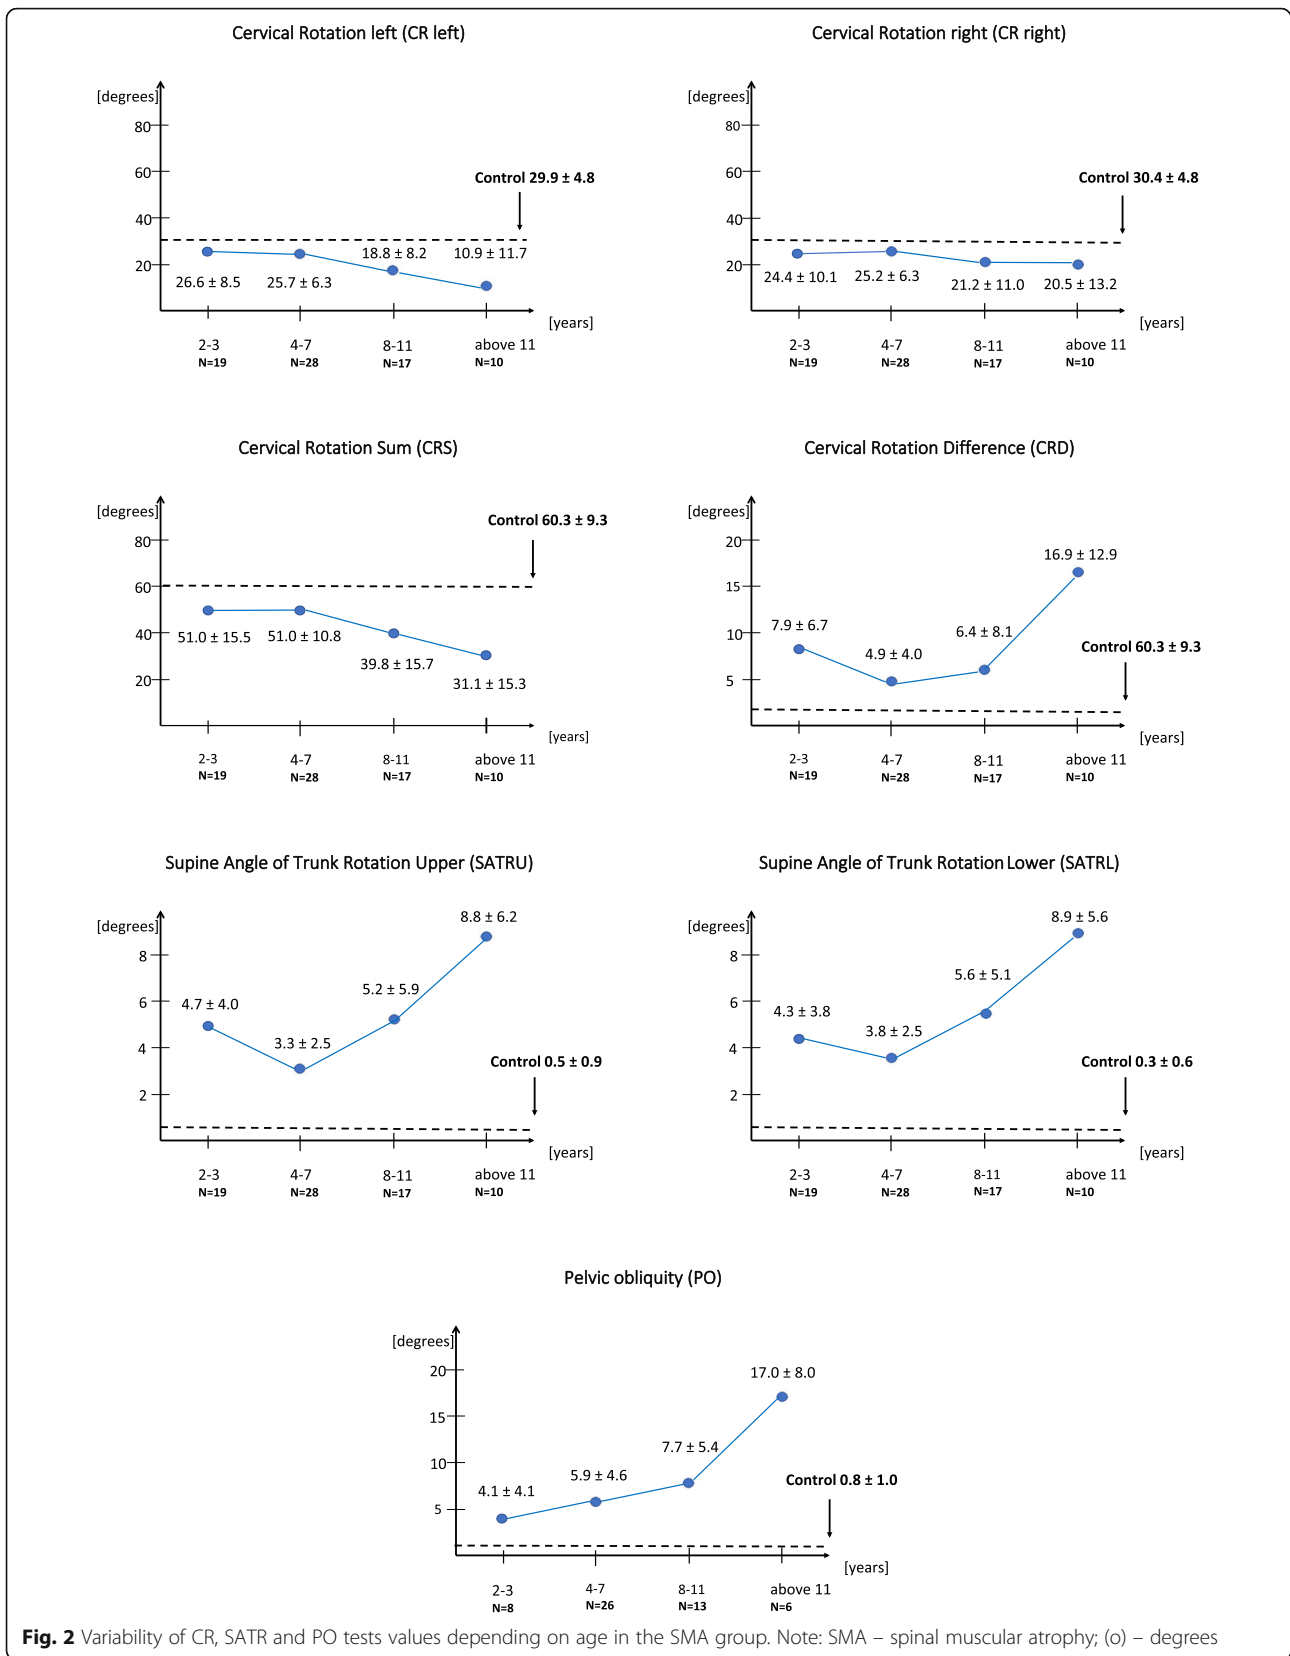 Cervical Rotation left (CR left)
[degrees]
80
60
40
20
Control 29.9 ± 4.8
26.6 ± 8.5
25.7 ± 6.3
18.8 ± 8.2
10.9 ± 11.7
[years]
2-3
4-7
8-11
above 11
N=19
N=28
N=17
N=10
Cervical Rotation right (CR right)
[degrees]
80
60
40
20
Control 30.4 ± 4.8
24.4 ± 10.1
25.2 ± 6.3
21.2 ± 11.0
20.5 ± 13.2
[years]
2-3
4-7
8-11
above 11
N=19
N=28
N=17
N=10
Cervical Rotation Sum (CRS)
[degrees]
80
60
40
20
Control 60.3 ± 9.3
51.0 ± 15.5
51.0 ± 10.8
39.8 ± 15.7
31.1 ± 15.3
[years]
2-3
4-7
8-11
above 11
N=19
N=28
N=17
N=10
Cervical Rotation Difference (CRD)
[degrees]
20
15
10
5
16.9 ± 12.9
7.9 ± 6.7
4.9 ± 4.0
6.4 ± 8.1
Control 60.3 ± 9.3
[years]
2-3
4-7
8-11
above 11
N=19
N=28
N=17
N=10
Supine Angle of Trunk Rotation Upper (SATRU)
[degrees]
8
6
4
2
8.8 ± 6.2
4.7 ± 4.0
3.3 ± 2.5
5.2 ± 5.9
Control 0.5 ± 0.9
[years]
2-3
4-7
8-11
above 11
N=19
N=28
N=17
N=10
Supine Angle of Trunk Rotation Lower (SATRL)
[degrees]
8
6
4
2
8.9 ± 5.6
4.3 ± 3.8
3.8 ± 2.5
5.6 ± 5.1
Control 0.3 ± 0.6
[years]
2-3
4-7
8-11
above 11
N=19
N=28
N=17
N=10
Pelvic obliquity (PO)
[degrees]
20
15
10
5
17.0 ± 8.0
4.1 ± 4.1
5.9 ± 4.6
7.7 ± 5.4
Control 0.8 ± 1.0
[years]
2-3
4-7
8-11
above 11
N=8
N=26
N=13
N=6
Fig. 2 Variability of CR, SATR and PO tests values depending on age in the SMA group. Note: SMA – spinal muscular atrophy; (o) – degrees